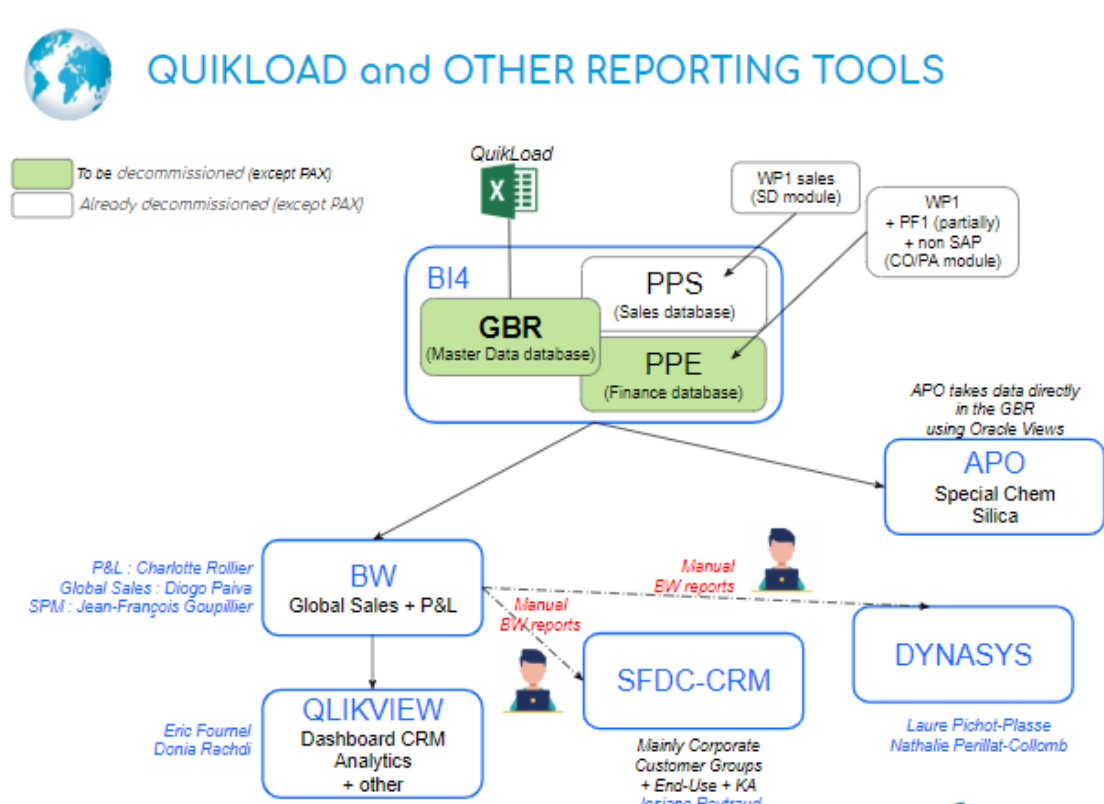 QUIKLOAD and OTHER REPORTING TOOLS
To be decommissioned (except PAX)
Already decommissioned (except PAX)
QuikLoad
X
WP1 sales
(SD module)
WP1
+ PF1 (partially)
+ non SAP
(CO/PA module)
BI4
PPS
(Sales database)
GBR
(Master Data database)
PPE
(Finance database)
APO takes data directly
in the GBR
using Oracle Views
APO
Special Chem
Silica
P&L : Charlotte Rollier
Global Sales : Diogo Paiva
SPM : Jean-François Goupillier
BW
Global Sales + P&L
Manual
BW reports
Manual
BW reports
DYNASYS
SFDC-CRM
QLIKVIEW
Dashboard CRM
Analytics
+ other
Eric Fournel
Donia Rachdi
Laure Pichot-Plasse
Nathalie Perillat-Collomb
Mainly Corporate
Customer Groups
+ End-Use + KA